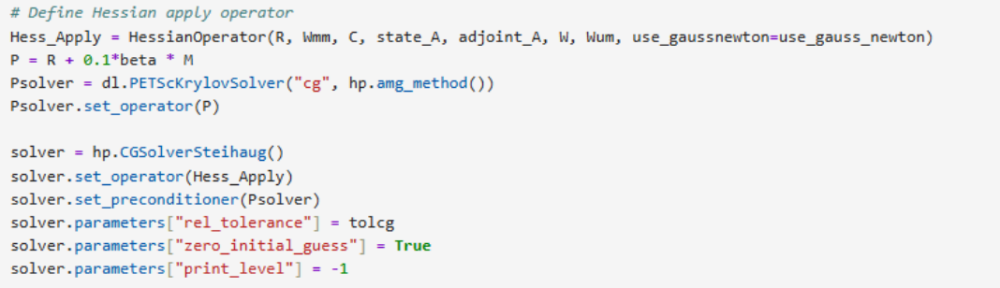 # Define Hessian apply operator
Hess_Apply = HessianOperator(R, Wmm, C, state_A, adjoint_A, W, Wum, use_gaussnewton=use_gauss_newton)
P = R + 0.1*beta * M
Psolver = dl.PETScKrylovSolver("cg", hp.amg_method())
Psolver.set_operator(P)
solver = hp.CGSolverSteihaug()
solver.set_operator(Hess_Apply)
solver.set_preconditioner(Psolver)
solver.parameters["rel_tolerance"] = tolcg
solver.parameters["zero_initial_guess"] = True
solver.parameters["print_level"] = -1